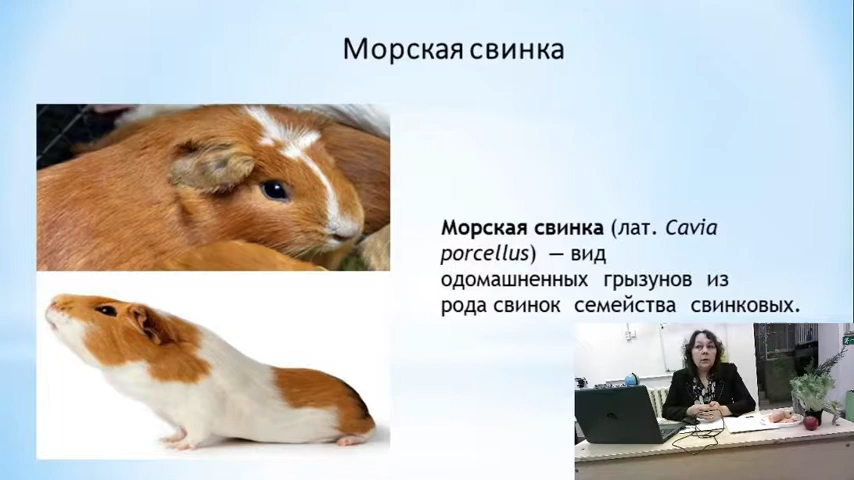 Морская свинка
Морская свинка (лат. Cavia
porcellus) — вид
одомашненных грызунов из
рода свинок семейства свинковых.